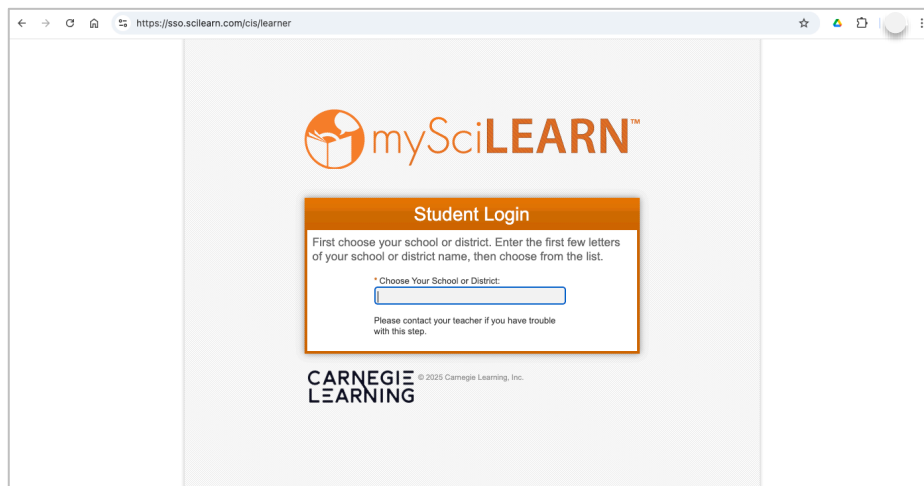 https://sso.scilearn.com/cis/learner
mySciLEARN™
Student Login
First choose your school or district. Enter the first few letters
of your school or district name, then choose from the list.
* Choose Your School or District:
Please contact your teacher if you have trouble
with this step.
CARNEGIE
LEARNING
© 2025 Carnegie Learning, Inc.